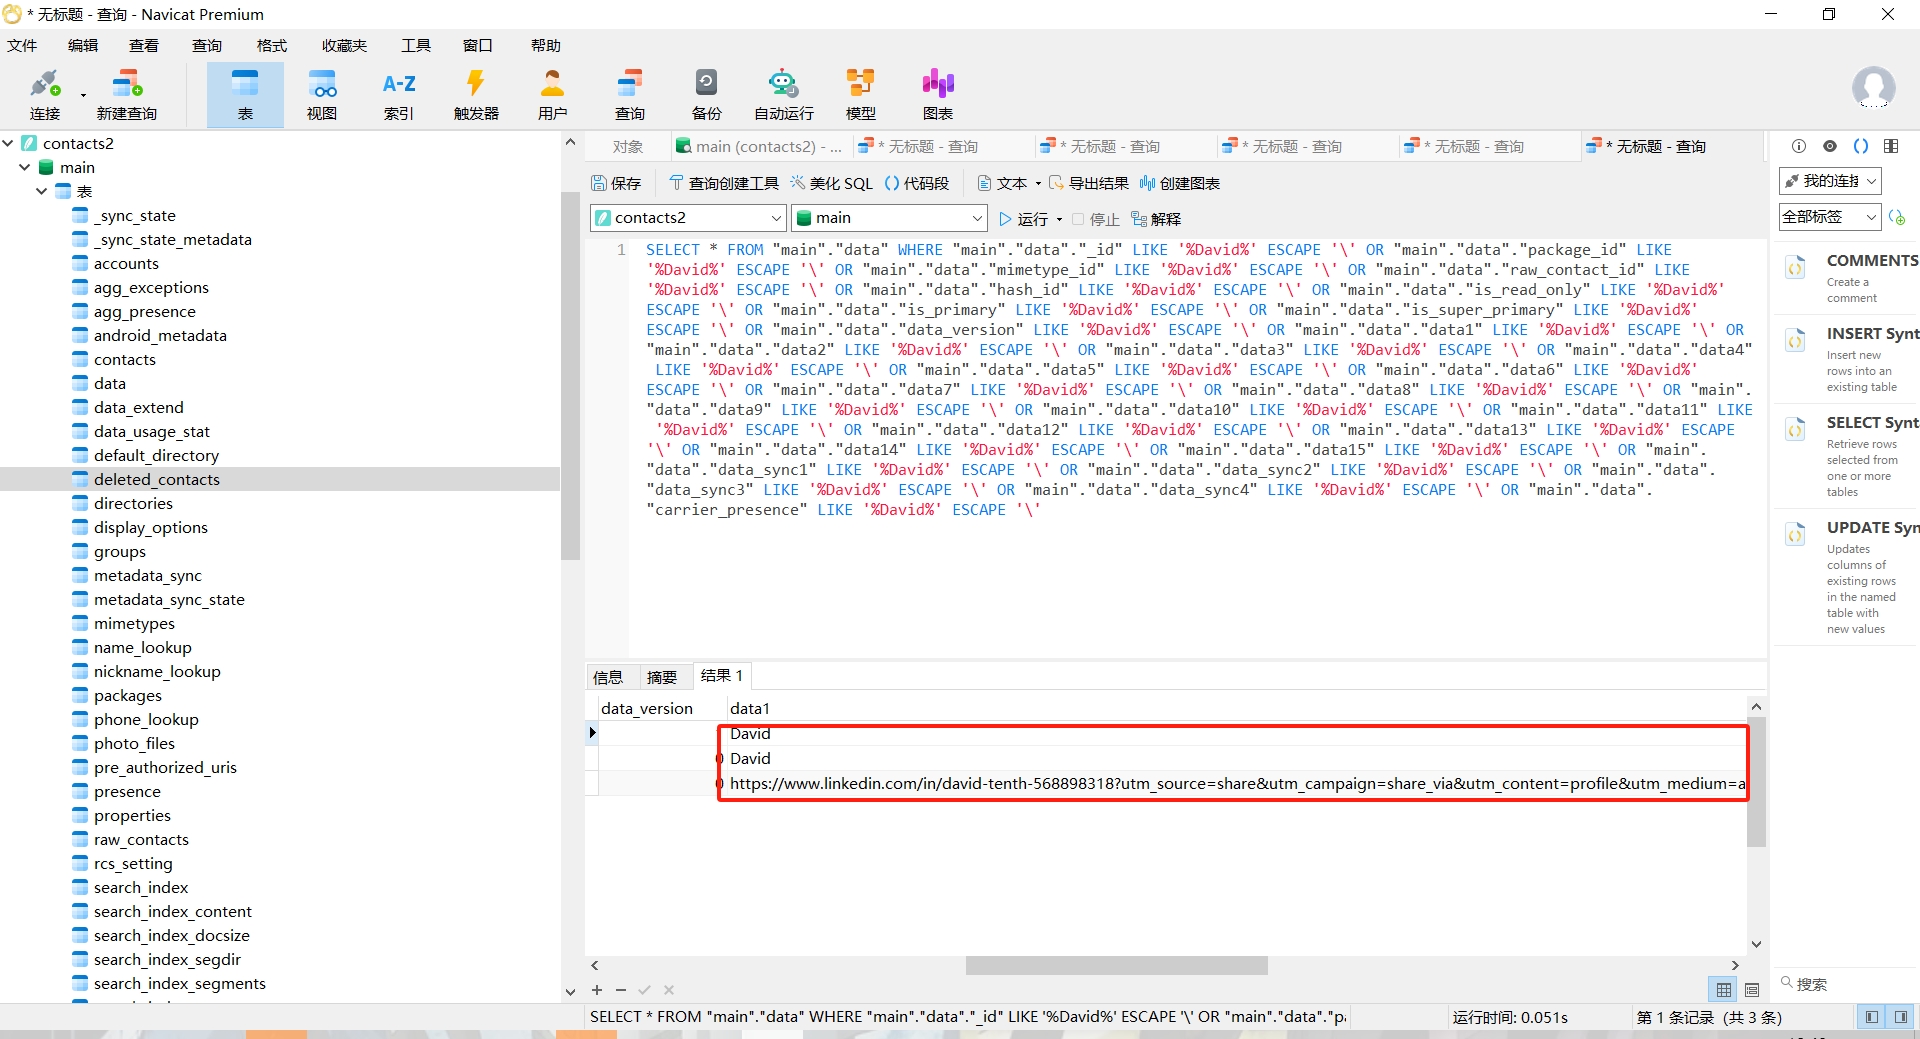 * 无标题 - 查询 - Navicat Premium
文件 编辑 查看 查询 格式 收藏夹 工具 窗口 帮助
连接 新建查询 表 视图 A-Z 索引 触发器 用户 查询 备份 自动运行 模型 图表
contacts2
main
表
_sync_state
_sync_state_metadata
accounts
agg_exceptions
agg_presence
android_metadata
contacts
data
data_extend
data_usage_stat
default_directory
deleted_contacts
directories
display_options
groups
metadata_sync
metadata_sync_state
mimetypes
name_lookup
nickname_lookup
packages
phone_lookup
photo_files
pre_authorized_uris
presence
properties
raw_contacts
rcs_setting
search_index
search_index_content
search_index_docsize
search_index_segdir
search_index_segments
对象 main (contacts2) - ... * 无标题 - 查询 * 无标题 - 查询 * 无标题 - 查询 * 无标题 - 查询 * 无标题 - 查询
保存 查询创建工具 美化 SQL () 代码段 文本 导出结果 创建图表
contacts2 main 运行 停止 解释
1 SELECT * FROM "main"."data" WHERE "main"."data"."_id" LIKE '%David%' ESCAPE '\' OR "main"."data"."package_id" LIKE
'%David%' ESCAPE '\' OR "main"."data"."mimetype_id" LIKE '%David%' ESCAPE '\' OR "main"."data"."raw_contact_id" LIKE
'%David%' ESCAPE '\' OR "main"."data"."hash_id" LIKE '%David%' ESCAPE '\' OR "main"."data"."is_read_only" LIKE '%David%'
ESCAPE '\' OR "main"."data"."is_primary" LIKE '%David%' ESCAPE '\' OR "main"."data"."is_super_primary" LIKE '%David%'
ESCAPE '\' OR "main"."data"."data_version" LIKE '%David%' ESCAPE '\' OR "main"."data"."data1" LIKE '%David%' ESCAPE '\' OR
"main"."data"."data2" LIKE '%David%' ESCAPE '\' OR "main"."data"."data3" LIKE '%David%' ESCAPE '\' OR "main"."data"."data4"
LIKE '%David%' ESCAPE '\' OR "main"."data"."data5" LIKE '%David%' ESCAPE '\' OR "main"."data"."data6" LIKE '%David%'
ESCAPE '\' OR "main"."data"."data7" LIKE '%David%' ESCAPE '\' OR "main"."data"."data8" LIKE '%David%' ESCAPE '\' OR "main".
"data"."data9" LIKE '%David%' ESCAPE '\' OR "main"."data"."data10" LIKE '%David%' ESCAPE '\' OR "main"."data"."data11" LIKE
'%David%' ESCAPE '\' OR "main"."data"."data12" LIKE '%David%' ESCAPE '\' OR "main"."data"."data13" LIKE '%David%' ESCAPE
'\' OR "main"."data"."data14" LIKE '%David%' ESCAPE '\' OR "main"."data"."data15" LIKE '%David%' ESCAPE '\' OR "main".
"data"."data_sync1" LIKE '%David%' ESCAPE '\' OR "main"."data"."data_sync2" LIKE '%David%' ESCAPE '\' OR "main"."data".
"data_sync3" LIKE '%David%' ESCAPE '\' OR "main"."data"."data_sync4" LIKE '%David%' ESCAPE '\' OR "main"."data".
"carrier_presence" LIKE '%David%' ESCAPE '\'
信息 摘要 结果 1
data_version data1
David
0 David
0 https://www.linkedin.com/in/david-tenth-568898318?utm_source=share&utm_campaign=share_via&utm_content=profile&utm_medium=a
SELECT * FROM "main"."data" WHERE "main"."data"."_id" LIKE '%David%' ESCAPE '\' OR "main"."data"."p
运行时间: 0.051s
第 1 条记录 (共 3 条)
我的连接
全部标签
COMMENTS
Create a
comment
INSERT Synt
Insert new
rows into an
existing table
SELECT Synt
Retrieve rows
selected from
one or more
tables
UPDATE Syn
Updates
columns of
existing rows
in the named
table with
new values
搜索